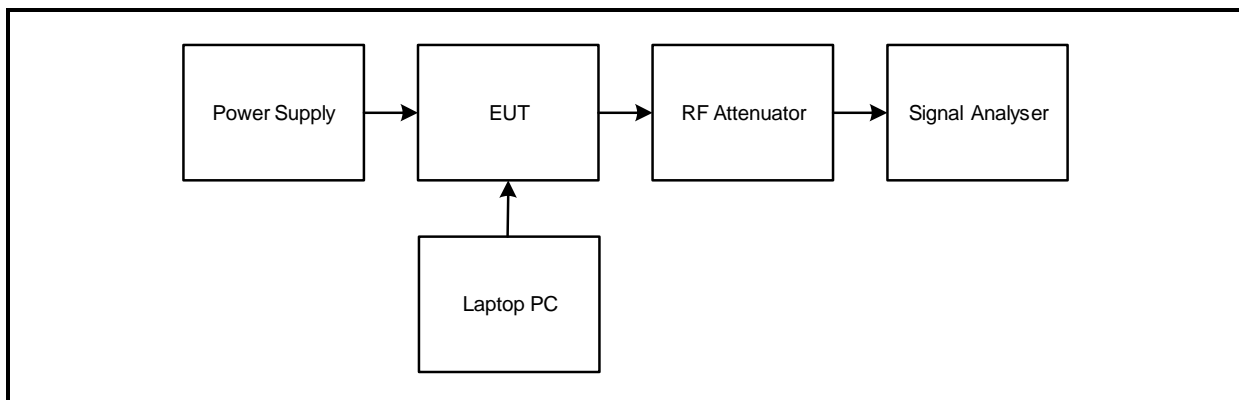 Power Supply
EUT
RF Attenuator
Signal Analyser
Laptop PC